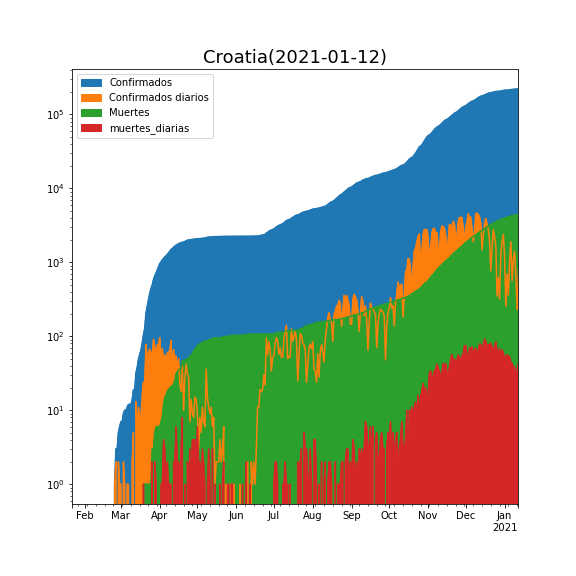 Croatia(2021-01-12)
Confirmados
Confirmados diarios
Muertes
muertes_diarias
10⁵
10⁴
10³
10²
10¹
10⁰
Feb Mar Apr May Jun Jul Aug Sep Oct Nov Dec Jan
2021